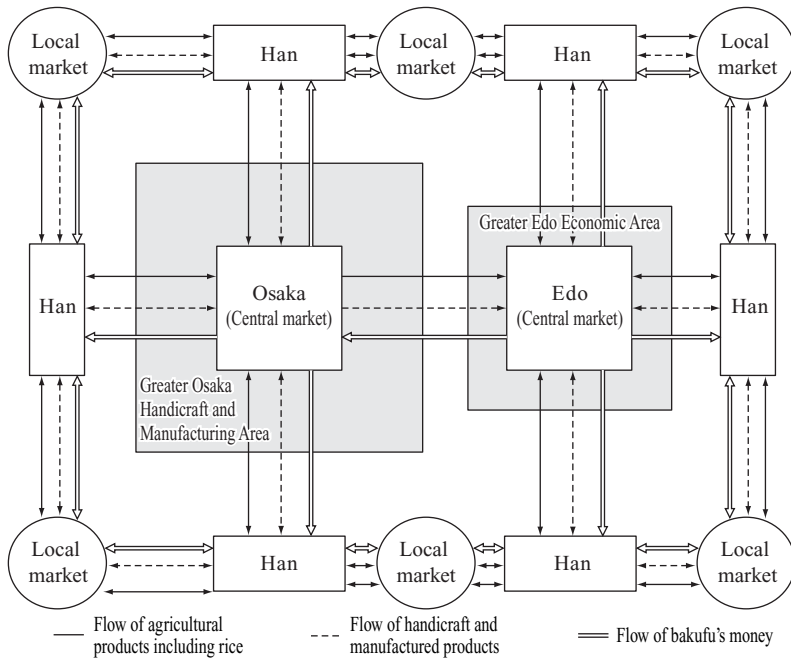 Local
market
Han
Local
market
Han
Local
market
Greater Edo Economic Area
Han
Osaka
(Central market)
Edo
(Central market)
Han
Greater Osaka
Handicraft and
Manufacturing Area
Local
market
Han
Local
market
Han
Local
market
Flow of agricultural
products including rice
Flow of handicraft and
manufactured products
Flow of bakufu's money